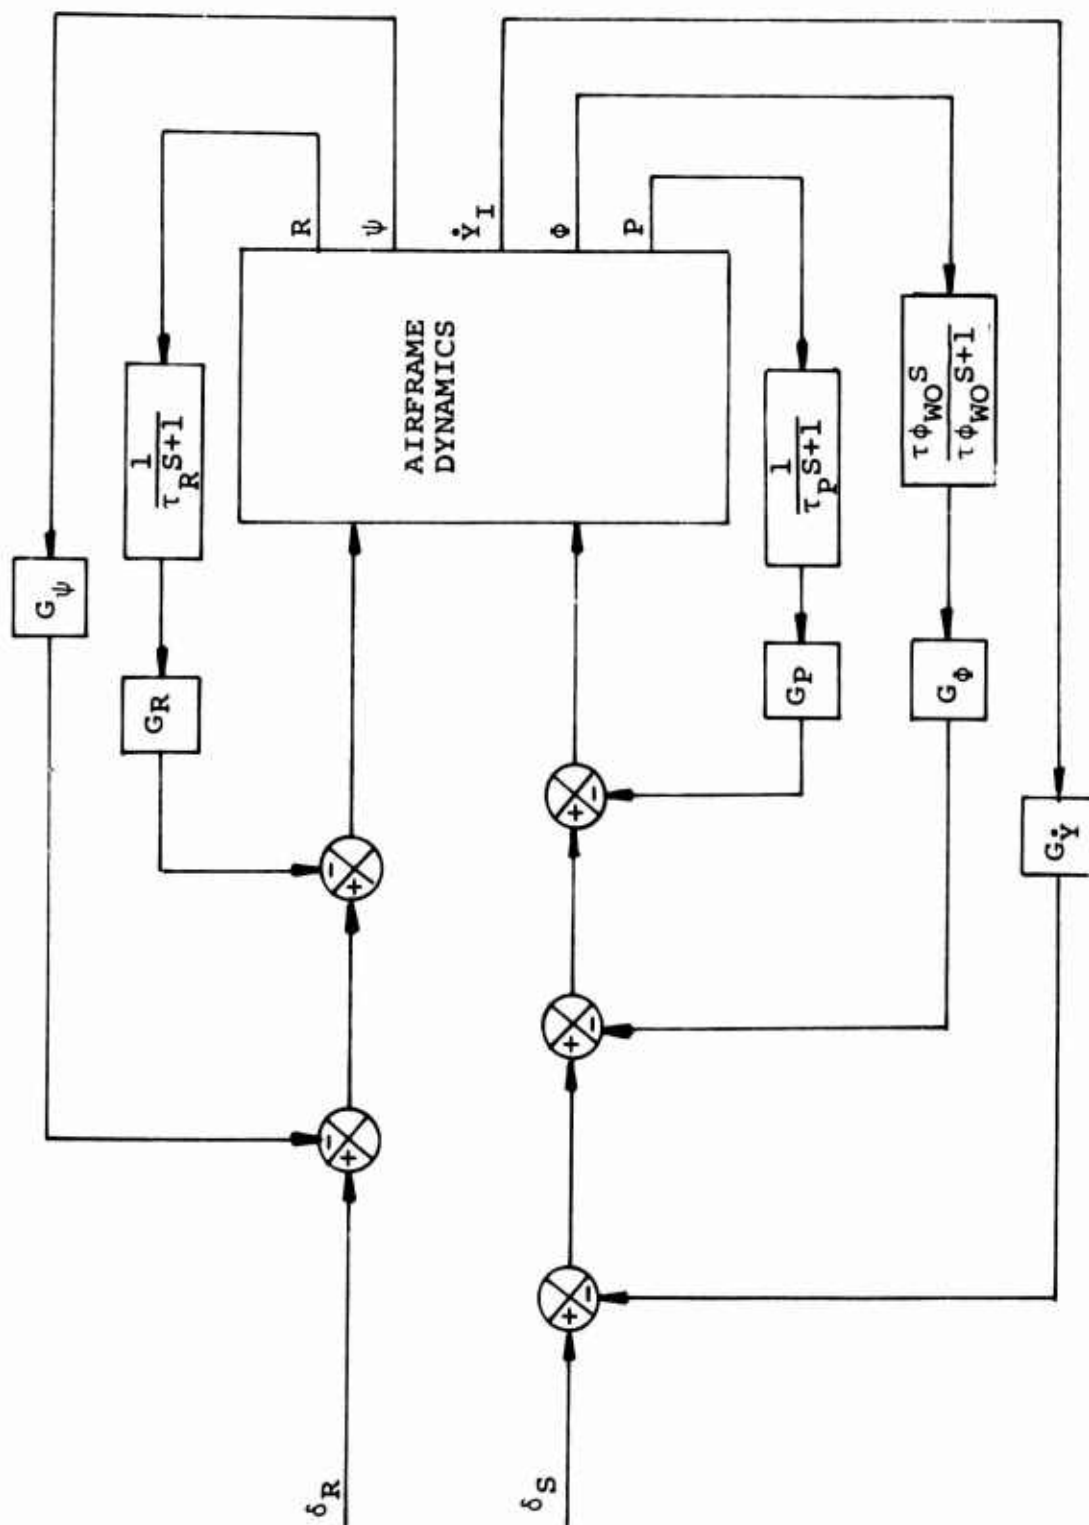 G_ψ
1
τ_R S+1
G_R
R
ψ
Ẏ_I
Φ
P
AIRFRAME
DYNAMICS
δ_R
δ_S
+
-
+
-
+
-
+
-
+
-
1
τ_P S+1
G_P
τφ_WO S
τφ_WO S+1
G_Φ
G_Ẏ